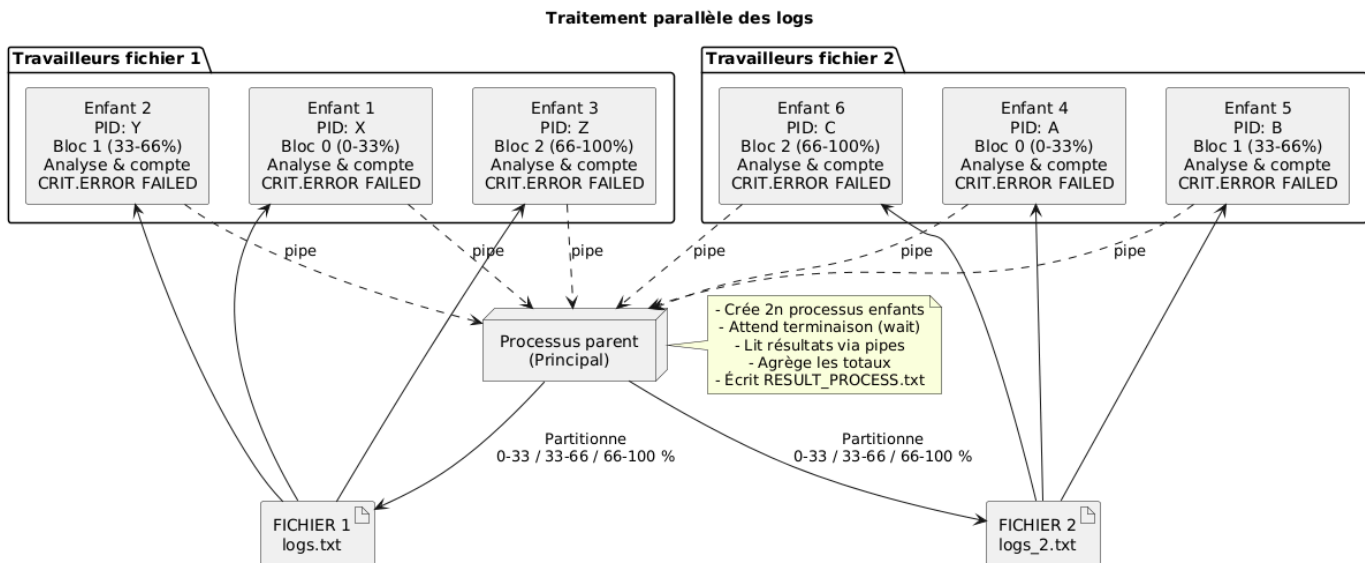 Traitement parallèle des logs
Travailleurs fichier 1
Enfant 2
PID: Y
Bloc 1 (33-66%)
Analyse & compte
CRIT.ERROR FAILED
Enfant 1
PID: X
Bloc 0 (0-33%)
Analyse & compte
CRIT.ERROR FAILED
Enfant 3
PID: Z
Bloc 2 (66-100%)
Analyse & compte
CRIT.ERROR FAILED
Travailleurs fichier 2
Enfant 6
PID: C
Bloc 2 (66-100%)
Analyse & compte
CRIT.ERROR FAILED
Enfant 4
PID: A
Bloc 0 (0-33%)
Analyse & compte
CRIT.ERROR FAILED
Enfant 5
PID: B
Bloc 1 (33-66%)
Analyse & compte
CRIT.ERROR FAILED
pipe
pipe
pipe
pipe
pipe
pipe
Processus parent
(Principal)
- Crée 2n processus enfants
- Attend terminaison (wait)
- Lit résultats via pipes
- Agrège les totaux
- Écrit RESULT_PROCESS.txt
Partitionne
0-33 / 33-66 / 66-100 %
Partitionne
0-33 / 33-66 / 66-100 %
FICHIER 1
logs.txt
FICHIER 2
logs_2.txt